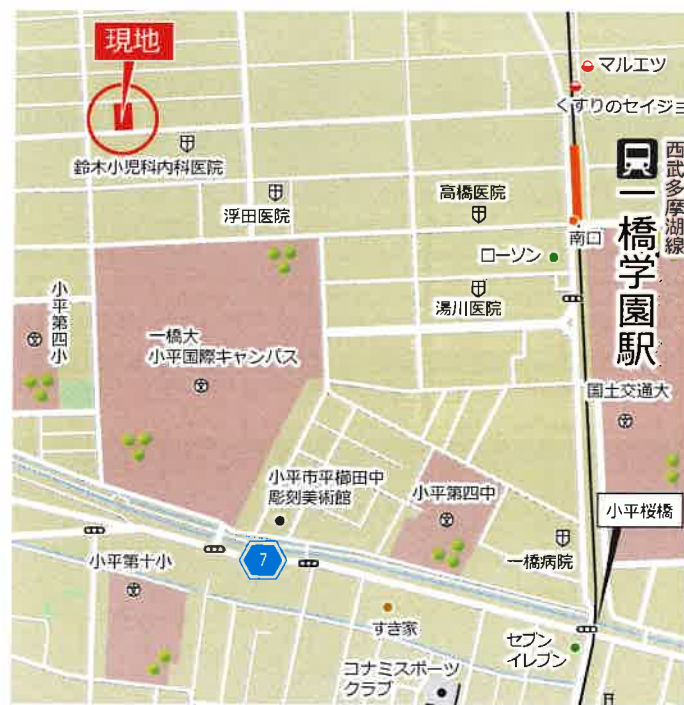 現地
マルエツ
くすりのセイジョ
鈴木小児科内科医院
西武多摩湖線
一橋学園駅
高橋医院
浮田医院
南口
ローソン
小平第四小
湯川医院
一橋大
小平国際キャンパス
国土交通大
小平市平櫛田中
彫刻美術館
小平第四中
小平桜橋
一橋病院
小平第十小
7
すき家
セブン
イレブン
コナミスポーツ
クラブ